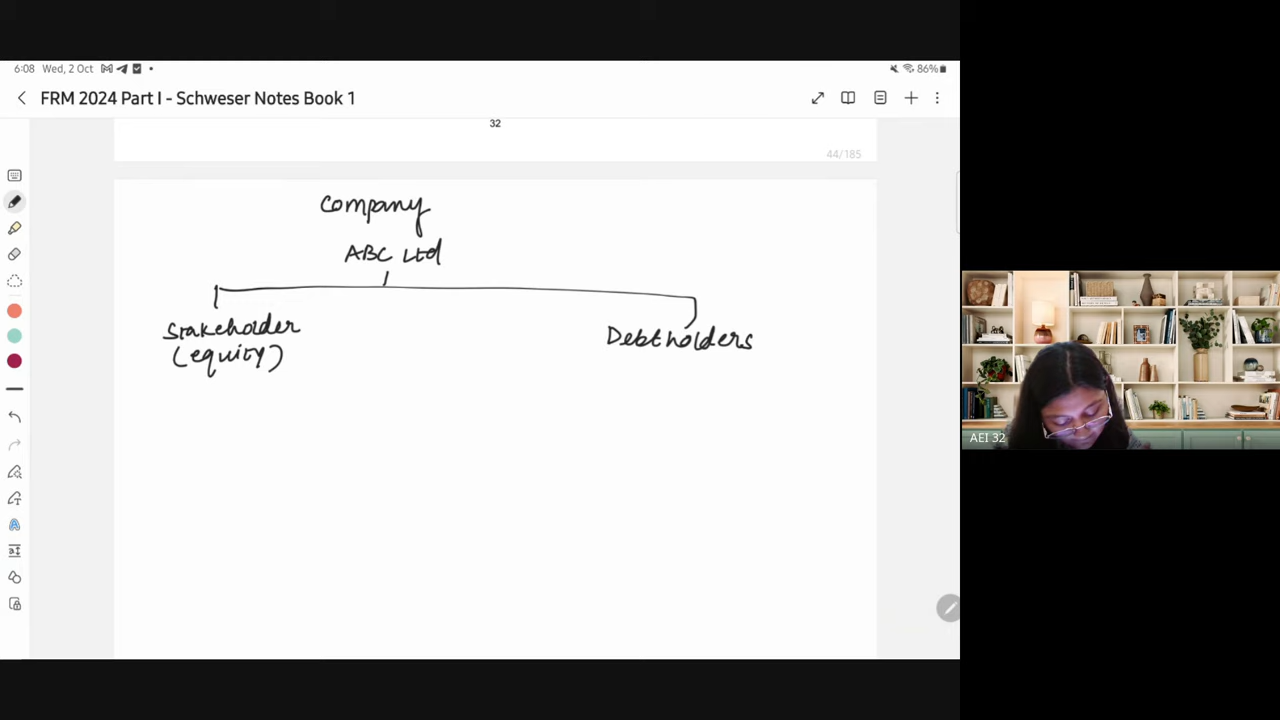 6:08 Wed, 2 Oct
86%
FRM 2024 Part I - Schweser Notes Book 1
32
44/185
Company
ABC Ltd
Stakeholder
(equity)
Debtholders
AEI 32